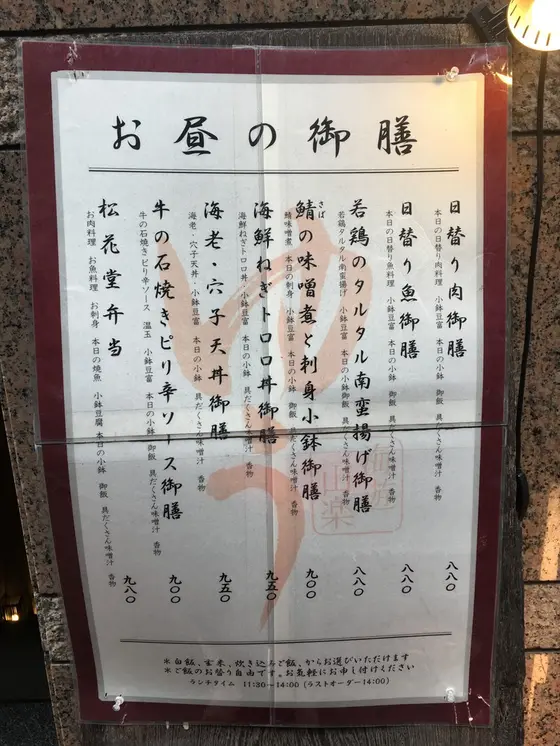 お昼の御膳
日替り肉御膳
本日の日替り肉料理 小鉢豆富 本日の小鉢 御飯 具だくさん味噌汁 香物
八八〇
日替り魚御膳
本日の日替り魚料理 小鉢豆富 本日の小鉢 御飯 具だくさん味噌汁 香物
八八〇
若鶏のタルタル南蛮揚げ御膳
若鶏タルタル南蛮揚げ 小鉢豆富 本日の小鉢 御飯 具だくさん味噌汁 香物
八八〇
鯖の味噌煮と刺身小鉢御膳
さば
鯖味噌煮 本日の刺身 小鉢豆富 本日の小鉢 御飯 具だくさん味噌汁 香物
九〇〇
海鮮ねぎトロロ丼御膳
海鮮ねぎトロロ丼 小鉢豆富 本日の小鉢 具だくさん味噌汁 香物
九五〇
海老・穴子天丼御膳
海老・穴子天丼 小鉢豆富 本日の小鉢 具だくさん味噌汁 香物
九五〇
牛の石焼きピリ辛ソース御膳
牛の石焼きピリ辛ソース 温玉 小鉢豆富 本日の小鉢 御飯 具だくさん味噌汁 香物
九〇〇
松花堂弁当
お肉料理 お魚料理 お刺身 本日の焼魚 小鉢豆腐 本日の小鉢 御飯 具だくさん味噌汁 香物
九八〇
※白飯、玄米、炊き込みご飯、からお選びいただけます
※ご飯のお替り自由です。お気軽にお申し付けください
ランチタイム 11:30～14:00（ラストオーダー14:00）